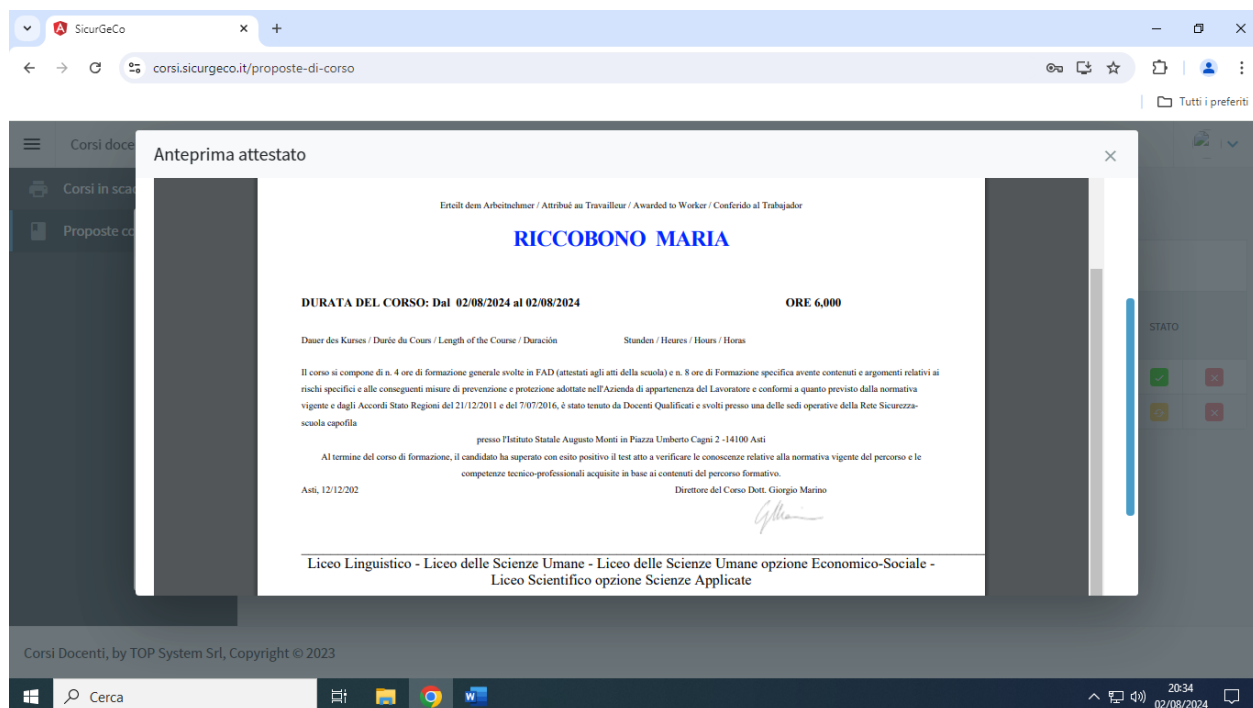 SicurGeCo
corsi.sicurgeco.it/proposte-di-corso
Tutti i preferiti
Corsi doce
Anteprima attestato
Corsi in scad
Proposte co
STATO
Erteilt dem Arbeitnehmer / Attribué au Travailleur / Awarded to Worker / Conferido al Trabajador
RICCOBONO MARIA
DURATA DEL CORSO: Dal 02/08/2024 al 02/08/2024 ORE 6,000
Dauer des Kurses / Durée du Cours / Length of the Course / Duración Stunden / Heures / Hours / Horas
Il corso si compone di n. 4 ore di formazione generale svolte in FAD (attestati agli atti della scuola) e n. 8 ore di Formazione specifica avente contenuti e argomenti relativi ai
rischi specifici e alle conseguenti misure di prevenzione e protezione adottate nell'Azienda di appartenenza del Lavoratore e conformi a quanto previsto dalla normativa
vigente e dagli Accordi Stato Regioni del 21/12/2011 e del 7/07/2016, è stato tenuto da Docenti Qualificati e svolti presso una delle sedi operative della Rete Sicurezza-
scuola capofila
presso l'Istituto Statale Augusto Monti in Piazza Umberto Cagni 2 -14100 Asti
Al termine del corso di formazione, il candidato ha superato con esito positivo il test atto a verificare le conoscenze relative alla normativa vigente del percorso e le
competenze tecnico-professionali acquisite in base ai contenuti del percorso formativo.
Asti, 12/12/202 Direttore del Corso Dott. Giorgio Marino
Liceo Linguistico - Liceo delle Scienze Umane - Liceo delle Scienze Umane opzione Economico-Sociale -
Liceo Scientifico opzione Scienze Applicate
Corsi Docenti, by TOP System Srl, Copyright © 2023
Cerca
20:34
02/08/2024